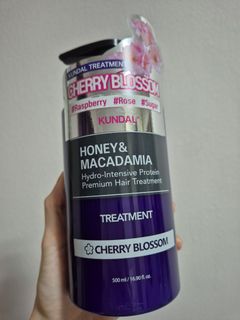 KUNDAL TREATMENT
CHERRY BLOSSOM
#Raspberry #Rose #Sugar
KUNDAL™
HONEY&
MACADAMIA
Hydro-Intensive Protein
Premium Hair Treatment
TREATMENT
CHERRY BLOSSOM
500 ml / 16.90 fl. oz.